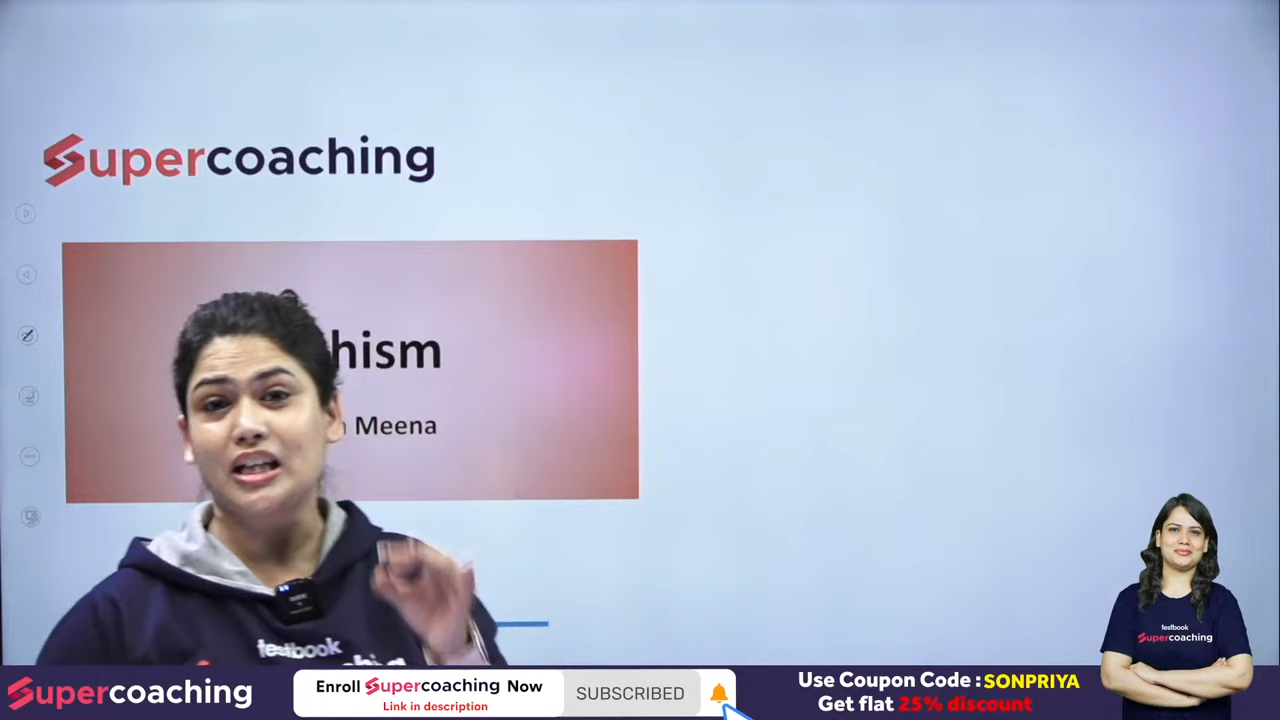 Supercoaching
hism
Meena
testbook
testbook
Supercoaching
Supercoaching
Enroll Supercoaching Now
Link in description
SUBSCRIBED
Use Coupon Code : SONPRIYA
Get flat 25% discount